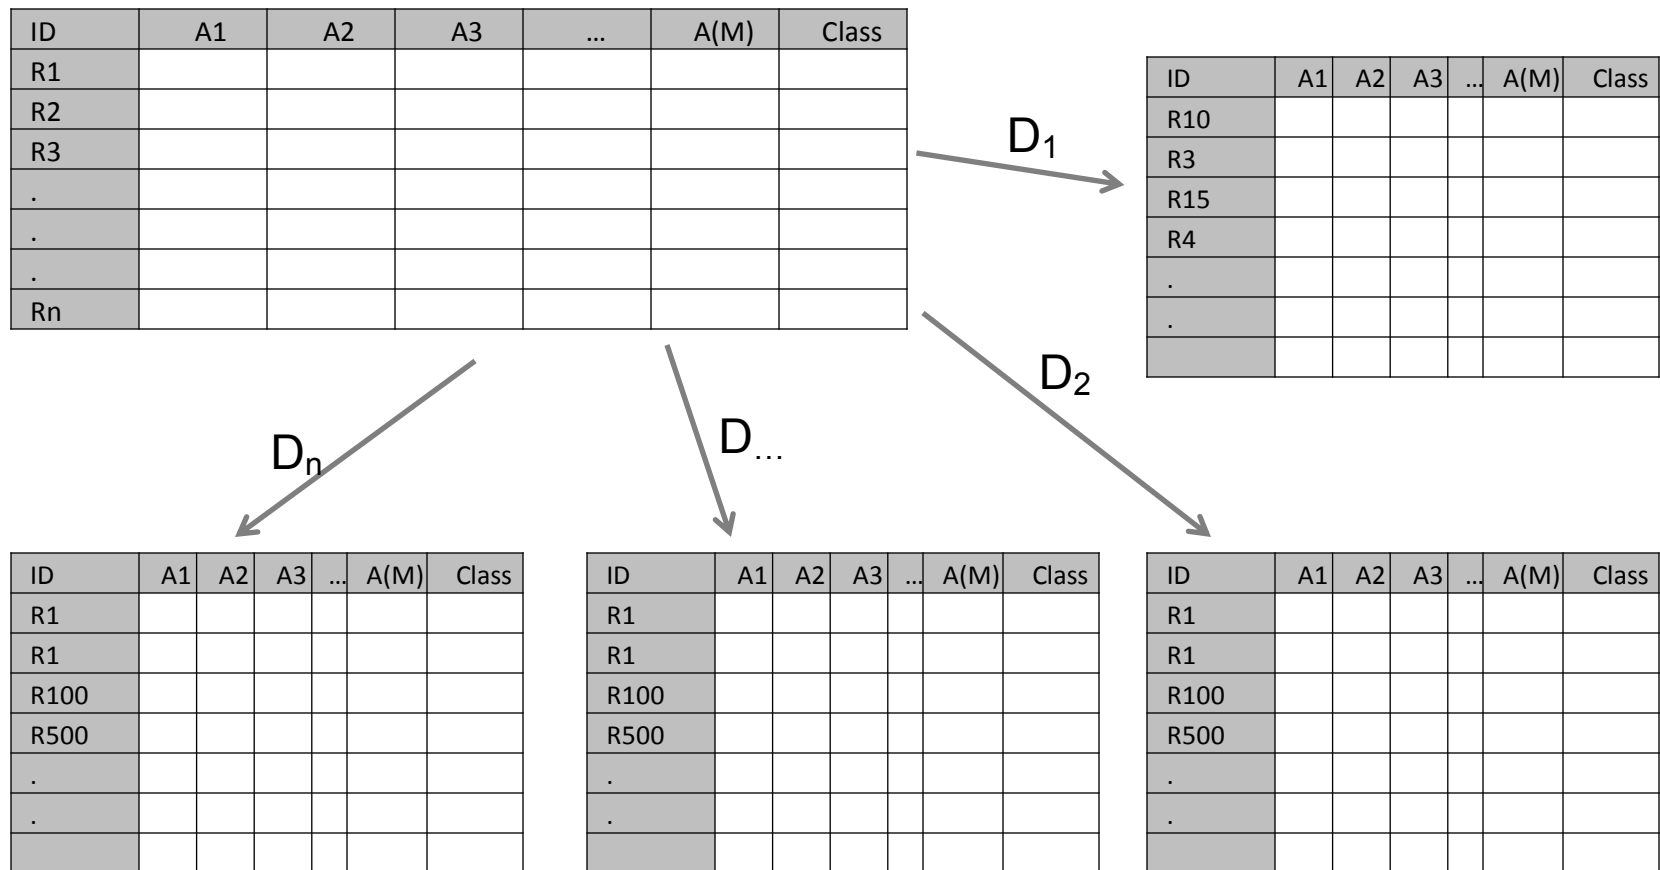 ID A1 A2 A3 ... A(M) Class
R1
R2
R3
.
.
.
Rn
D1
ID A1 A2 A3 ... A(M) Class
R10
R3
R15
R4
.
.
D2
D...
Dn
ID A1 A2 A3 ... A(M) Class
R1
R1
R100
R500
.
.
ID A1 A2 A3 ... A(M) Class
R1
R1
R100
R500
.
.
ID A1 A2 A3 ... A(M) Class
R1
R1
R100
R500
.
.